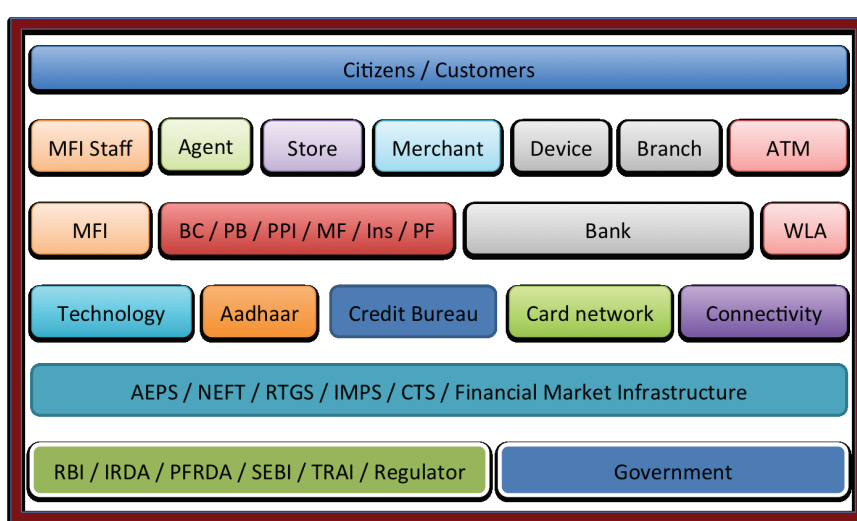 Citizens / Customers
MFI Staff Agent Store Merchant Device Branch ATM
MFI BC / PB / PPI / MF / Ins / PF Bank WLA
Technology Aadhaar Credit Bureau Card network Connectivity
AEPS / NEFT / RTGS / IMPS / CTS / Financial Market Infrastructure
RBI / IRDA / PFRDA / SEBI / TRAI / Regulator Government